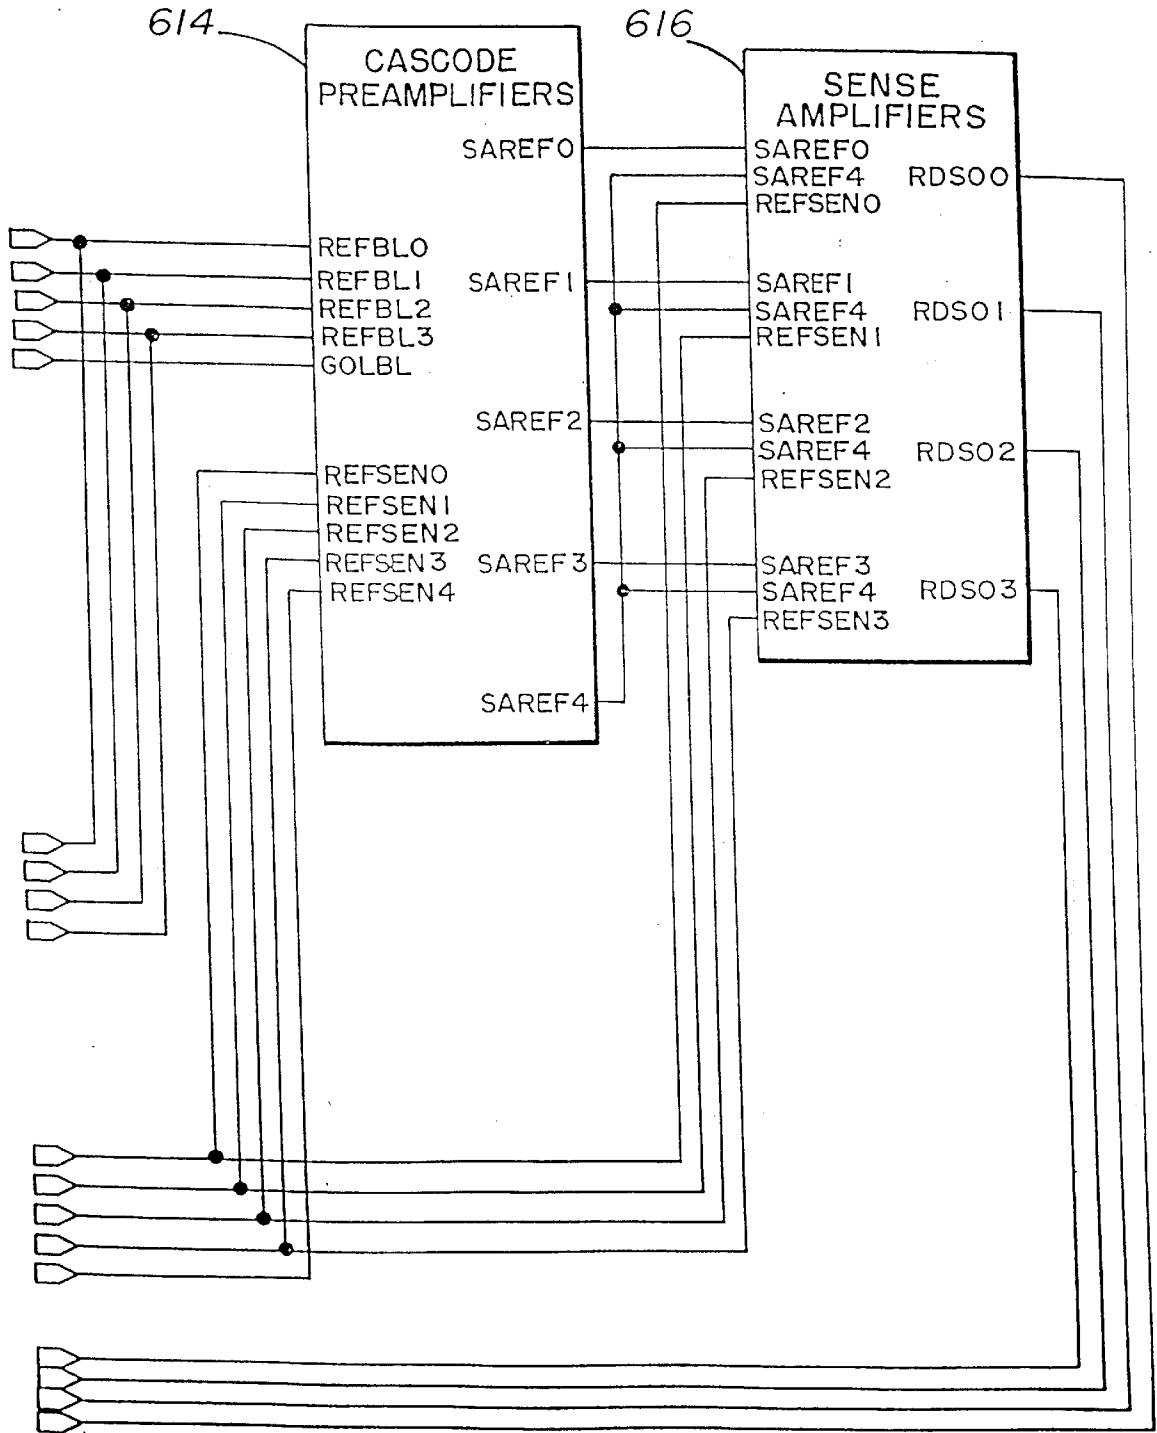 614
616
CASCODE
PREAMPLIFIERS
SAREF0
REFBL0
REFBL1
SAREF1
REFBL2
REFBL3
GOLBL
SAREF2
REFSEN0
REFSEN1
REFSEN2
REFSEN3
SAREF3
REFSEN4
SAREF4
SENSE
AMPLIFIERS
SAREF0
SAREF4
RDS00
REFSEN0
SAREF1
SAREF4
RDS01
REFSEN1
SAREF2
SAREF4
RDS02
REFSEN2
SAREF3
SAREF4
RDS03
REFSEN3